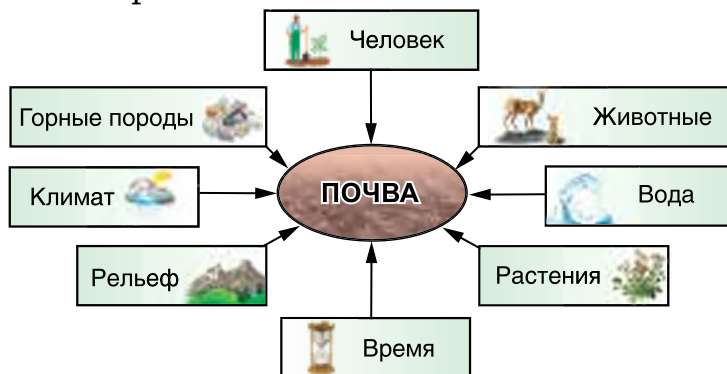 Человек
Горные породы
Животные
Климат
ПОЧВА
Вода
Рельеф
Растения
Время